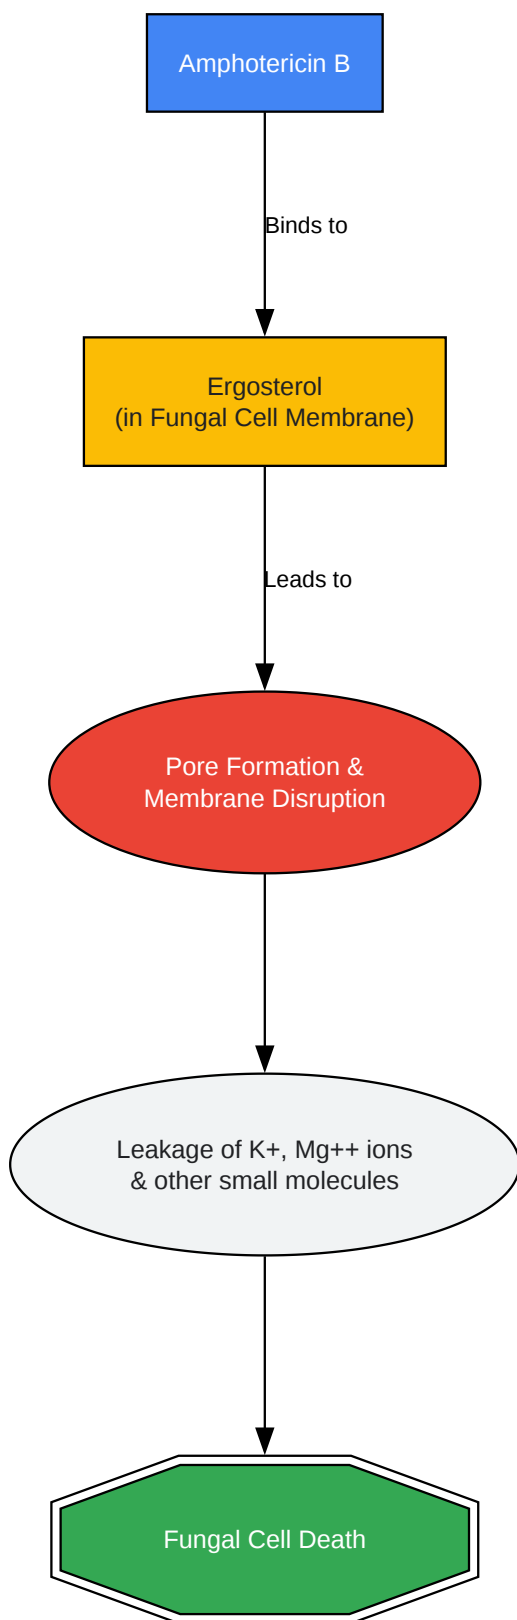 Amphotericin B
Binds to
Ergosterol
(in Fungal Cell Membrane)
Leads to
Pore Formation &
Membrane Disruption
Leakage of K+, Mg++ ions
& other small molecules
Fungal Cell Death